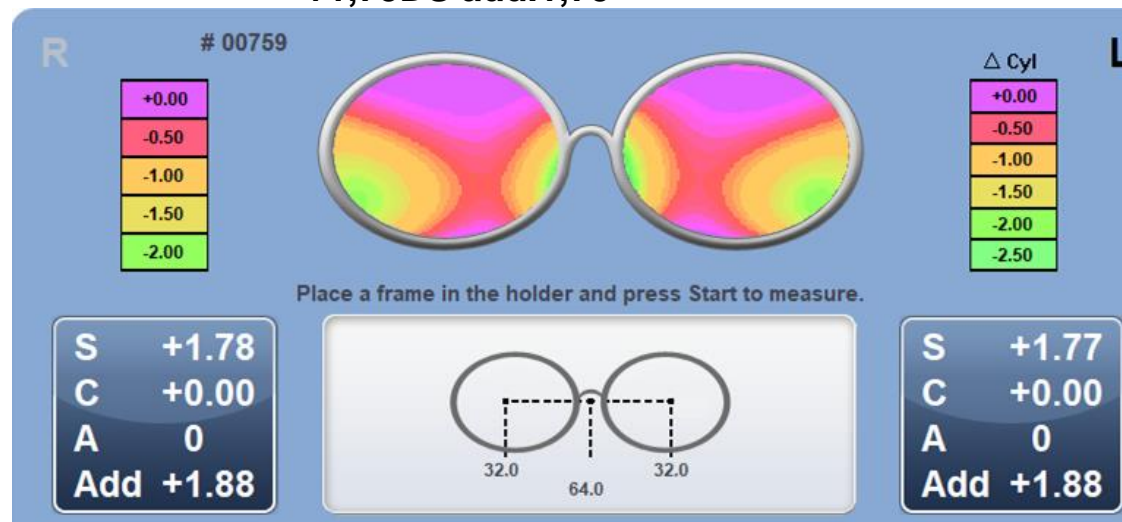 R
# 00759
+0.00
-0.50
-1.00
-1.50
-2.00
△ Cyl
+0.00
-0.50
-1.00
-1.50
-2.00
-2.50
Place a frame in the holder and press Start to measure.
S +1.78
C +0.00
A 0
Add +1.88
32.0
32.0
64.0
S +1.77
C +0.00
A 0
Add +1.88